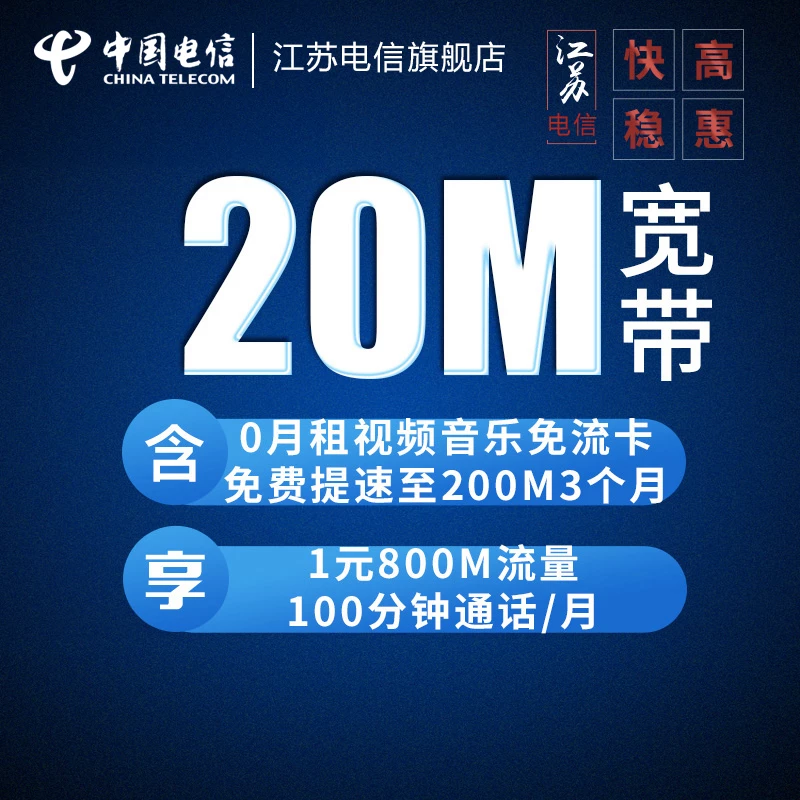 中国电信
CHINA TELECOM
江苏电信旗舰店
江苏
电信
快 高
稳 惠
20M
宽带
含
0月租视频音乐免流卡
免费提速至200M3个月
享
1元800M流量
100分钟通话/月